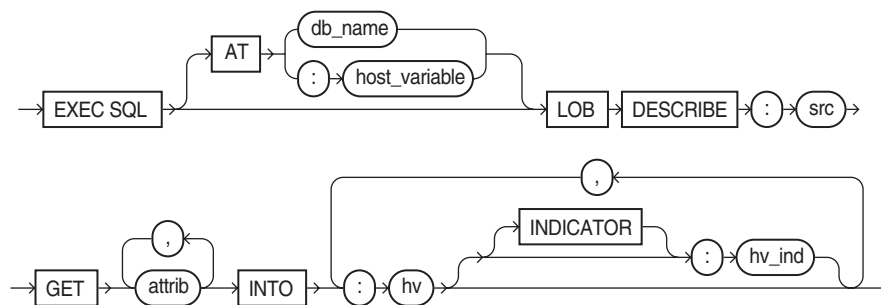 db_name
AT
: host_variable
EXEC SQL LOB DESCRIBE : src
,
, INDICATOR
: hv_ind
GET attrib INTO : hv